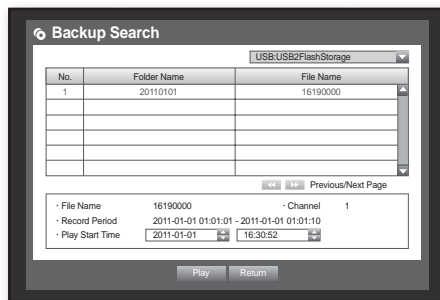 Backup Search
USB:USB2FlashStorage
No. Folder Name File Name
1 20110101 16190000
Previous/Next Page
· File Name 16190000 · Channel 1
· Record Period 2011-01-01 01:01:01 - 2011-01-01 01:01:10
· Play Start Time 2011-01-01 16:30:52
Play Return